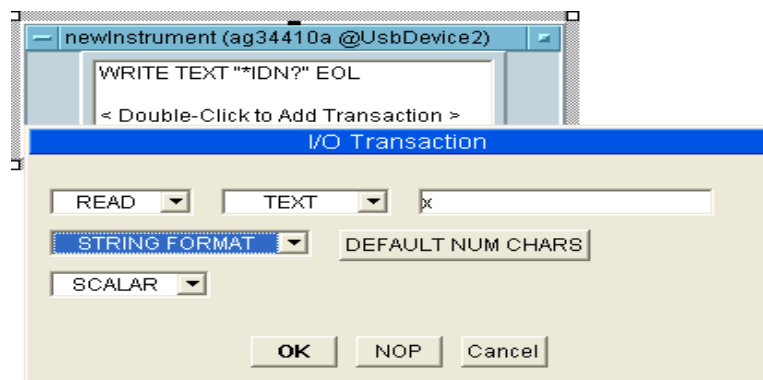 newInstrument (ag34410a @UsbDevice2)
WRITE TEXT "*IDN?" EOL
< Double-Click to Add Transaction >
I/O Transaction
READ TEXT x
STRING FORMAT DEFAULT NUM CHARS
SCALAR
OK NOP Cancel